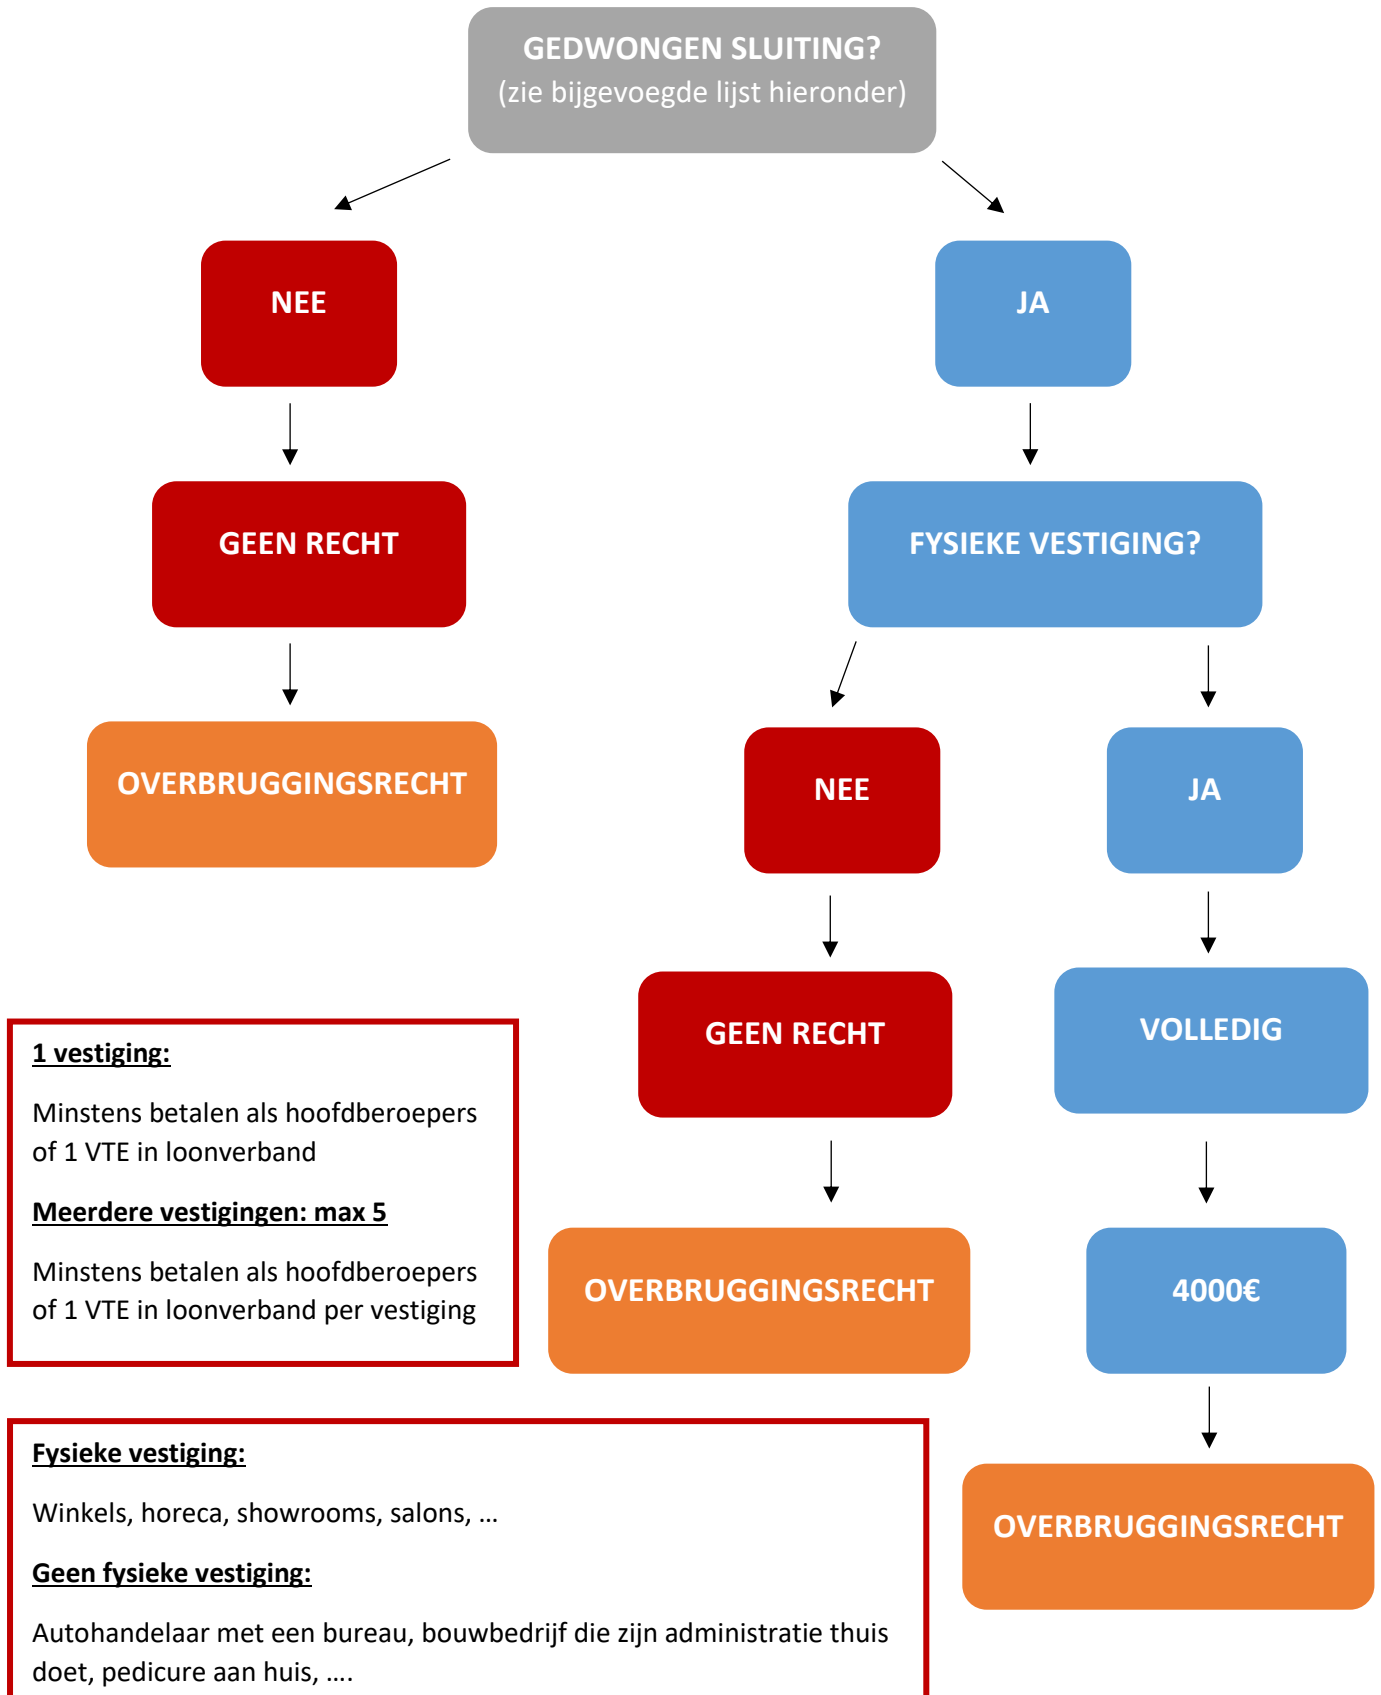 GEDWONGEN SLUITING?
(zie bijgevoegde lijst hieronder)
NEE
JA
GEEN RECHT
FYSIEKE VESTIGING?
OVERBRUGGINGSRECHT
NEE
JA
GEEN RECHT
VOLLEDIG
1 vestiging:
Minstens betalen als hoofdberoepers
of 1 VTE in loonverband
Meerdere vestigingen: max 5
Minstens betalen als hoofdberoepers
of 1 VTE in loonverband per vestiging
OVERBRUGGINGSRECHT
4000€
Fysieke vestiging:
Winkels, horeca, showrooms, salons, …
Geen fysieke vestiging:
Autohandelaar met een bureau, bouwbedrijf die zijn administratie thuis
doet, pedicure aan huis, ….
OVERBRUGGINGSRECHT